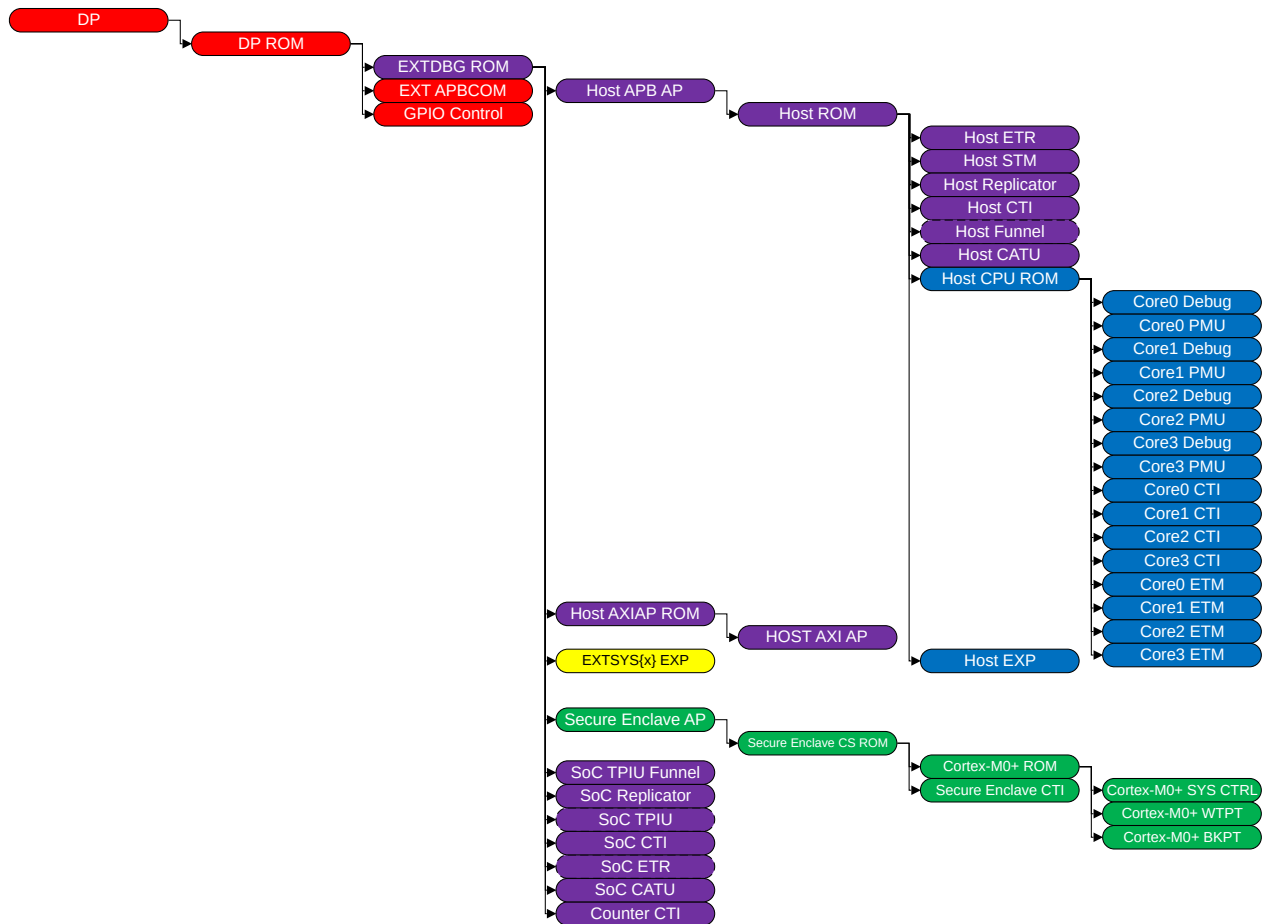 DP
DP ROM
EXTDBG ROM
EXT APBCOM
GPIO Control
Host APB AP
Host ROM
Host ETR
Host STM
Host Replicator
Host CTI
Host Funnel
Host CATU
Host CPU ROM
Core0 Debug
Core0 PMU
Core1 Debug
Core1 PMU
Core2 Debug
Core2 PMU
Core3 Debug
Core3 PMU
Core0 CTI
Core1 CTI
Core2 CTI
Core3 CTI
Core0 ETM
Core1 ETM
Core2 ETM
Core3 ETM
Host EXP
Host AXIAP ROM
HOST AXI AP
EXTSYS{x} EXP
Secure Enclave AP
Secure Enclave CS ROM
Cortex-M0+ ROM
Secure Enclave CTI
Cortex-M0+ SYS CTRL
Cortex-M0+ WTPT
Cortex-M0+ BKPT
SoC TPIU Funnel
SoC Replicator
SoC TPIU
SoC CTI
SoC ETR
SoC CATU
Counter CTI